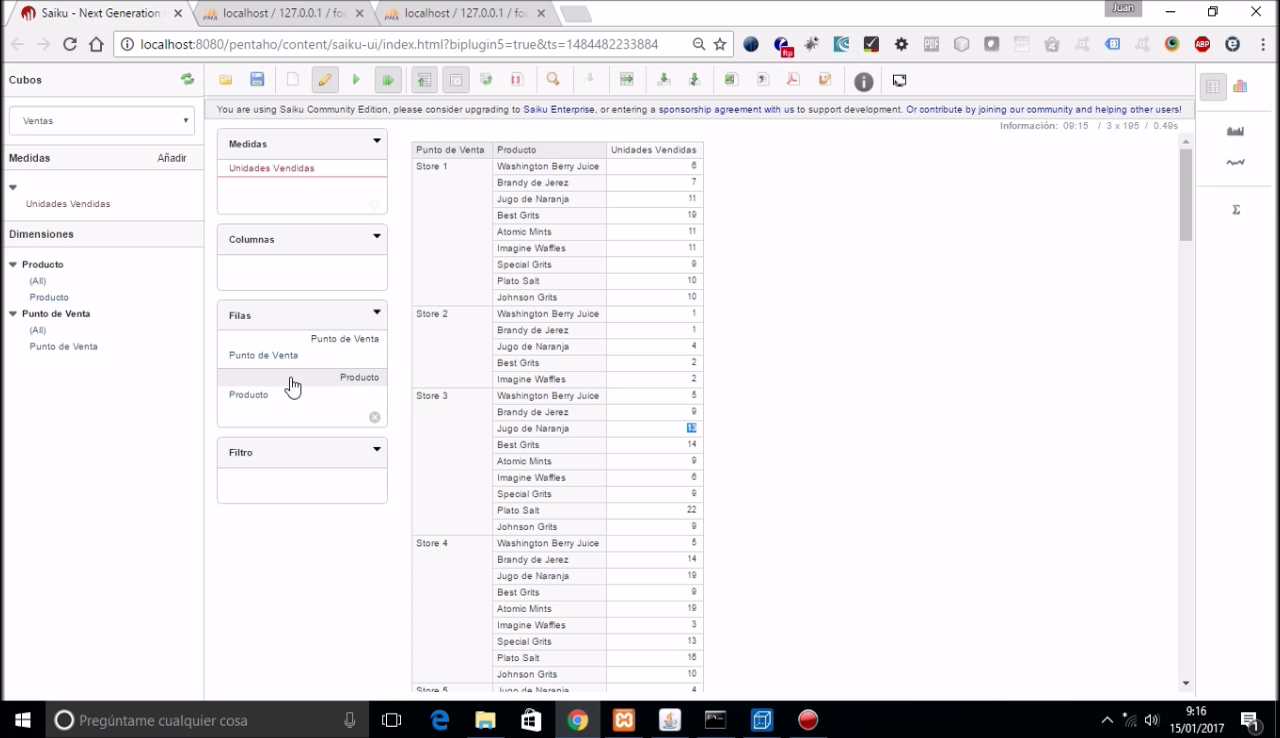 Saiku - Next Generation
localhost / 127.0.0.1 / foo
localhost / 127.0.0.1 / foo
Juan
localhost:8080/pentaho/content/saiku-ui/index.html?biplugin5=true&ts=1484482233884
ftp
PDF
ABP
Cubos
Ventas
Medidas
Añadir
Unidades Vendidas
Dimensiones
Producto
(All)
Producto
Punto de Venta
(All)
Punto de Venta
You are using Saiku Community Edition, please consider upgrading to Saiku Enterprise, or entering a sponsorship agreement with us to support development. Or contribute by joining our community and helping other users!
Información: 09:15 / 3 x 195 / 0.49s
Medidas
Unidades Vendidas
Columnas
Filas
Punto de Venta
Punto de Venta
Producto
Producto
Filtro
Punto de Venta Producto Unidades Vendidas
Store 1 Washington Berry Juice 6
Brandy de Jerez 7
Jugo de Naranja 11
Best Grits 19
Atomic Mints 11
Imagine Waffles 11
Special Grits 9
Plato Salt 10
Johnson Grits 10
Store 2 Washington Berry Juice 1
Brandy de Jerez 1
Jugo de Naranja 4
Best Grits 2
Imagine Waffles 2
Store 3 Washington Berry Juice 5
Brandy de Jerez 9
Jugo de Naranja 13
Best Grits 14
Atomic Mints 9
Imagine Waffles 6
Special Grits 9
Plato Salt 22
Johnson Grits 9
Store 4 Washington Berry Juice 5
Brandy de Jerez 14
Jugo de Naranja 19
Best Grits 9
Atomic Mints 19
Imagine Waffles 3
Special Grits 13
Plato Salt 16
Johnson Grits 10
Store 5 Jugo de Naranja 4
Σ
Pregúntame cualquier cosa
9:16
15/01/2017
1